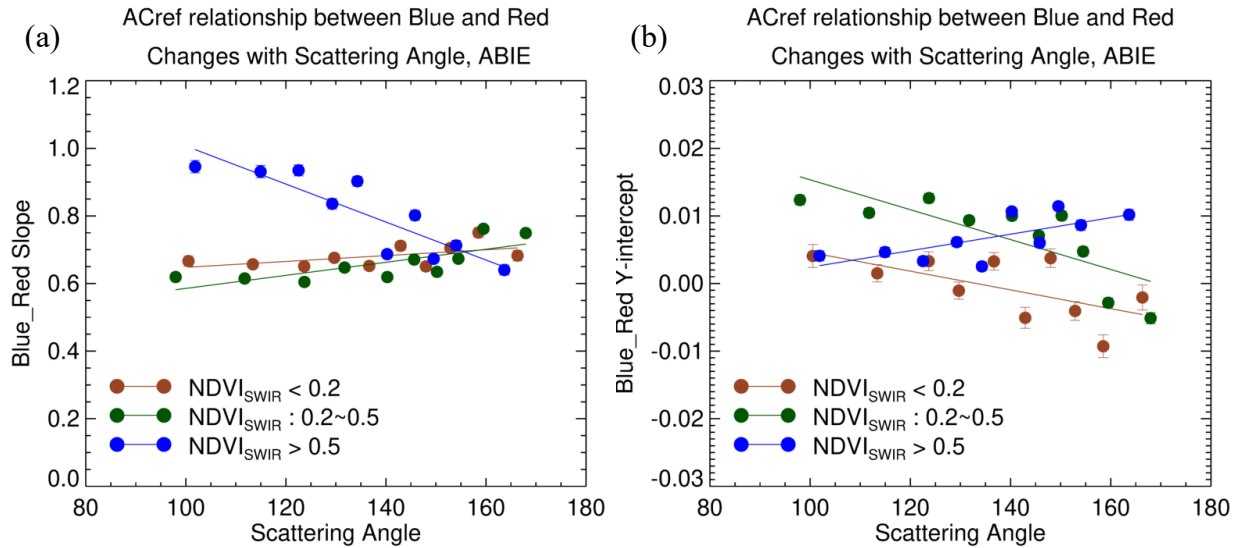 (a)
ACref relationship between Blue and Red
Changes with Scattering Angle, ABIE
1.2
1.0
0.8
0.6
0.4
0.2
0.0
Blue_Red Slope
NDVISWIR < 0.2
NDVISWIR : 0.2~0.5
NDVISWIR > 0.5
80 100 120 140 160 180
Scattering Angle
(b)
ACref relationship between Blue and Red
Changes with Scattering Angle, ABIE
0.03
0.02
0.01
0.00
-0.01
-0.02
-0.03
Blue_Red Y-intercept
NDVISWIR < 0.2
NDVISWIR : 0.2~0.5
NDVISWIR > 0.5
80 100 120 140 160 180
Scattering Angle